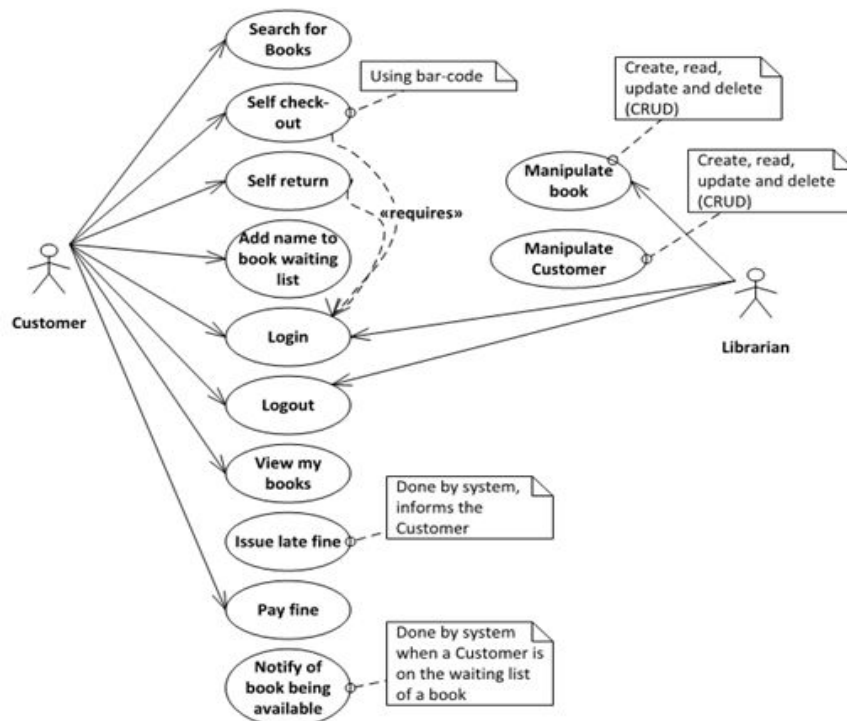 Search for
Books
Using bar-code
Self check-
out
Self return
«requires»
Add name to
book waiting
list
Customer
Login
Logout
View my
books
Done by system,
informs the
Customer
Issue late fine
Pay fine
Done by system
when a Customer is
on the waiting list
of a book
Notify of
book being
available
Create, read,
update and delete
(CRUD)
Manipulate
book
Create, read,
update and delete
(CRUD)
Manipulate
Customer
Librarian